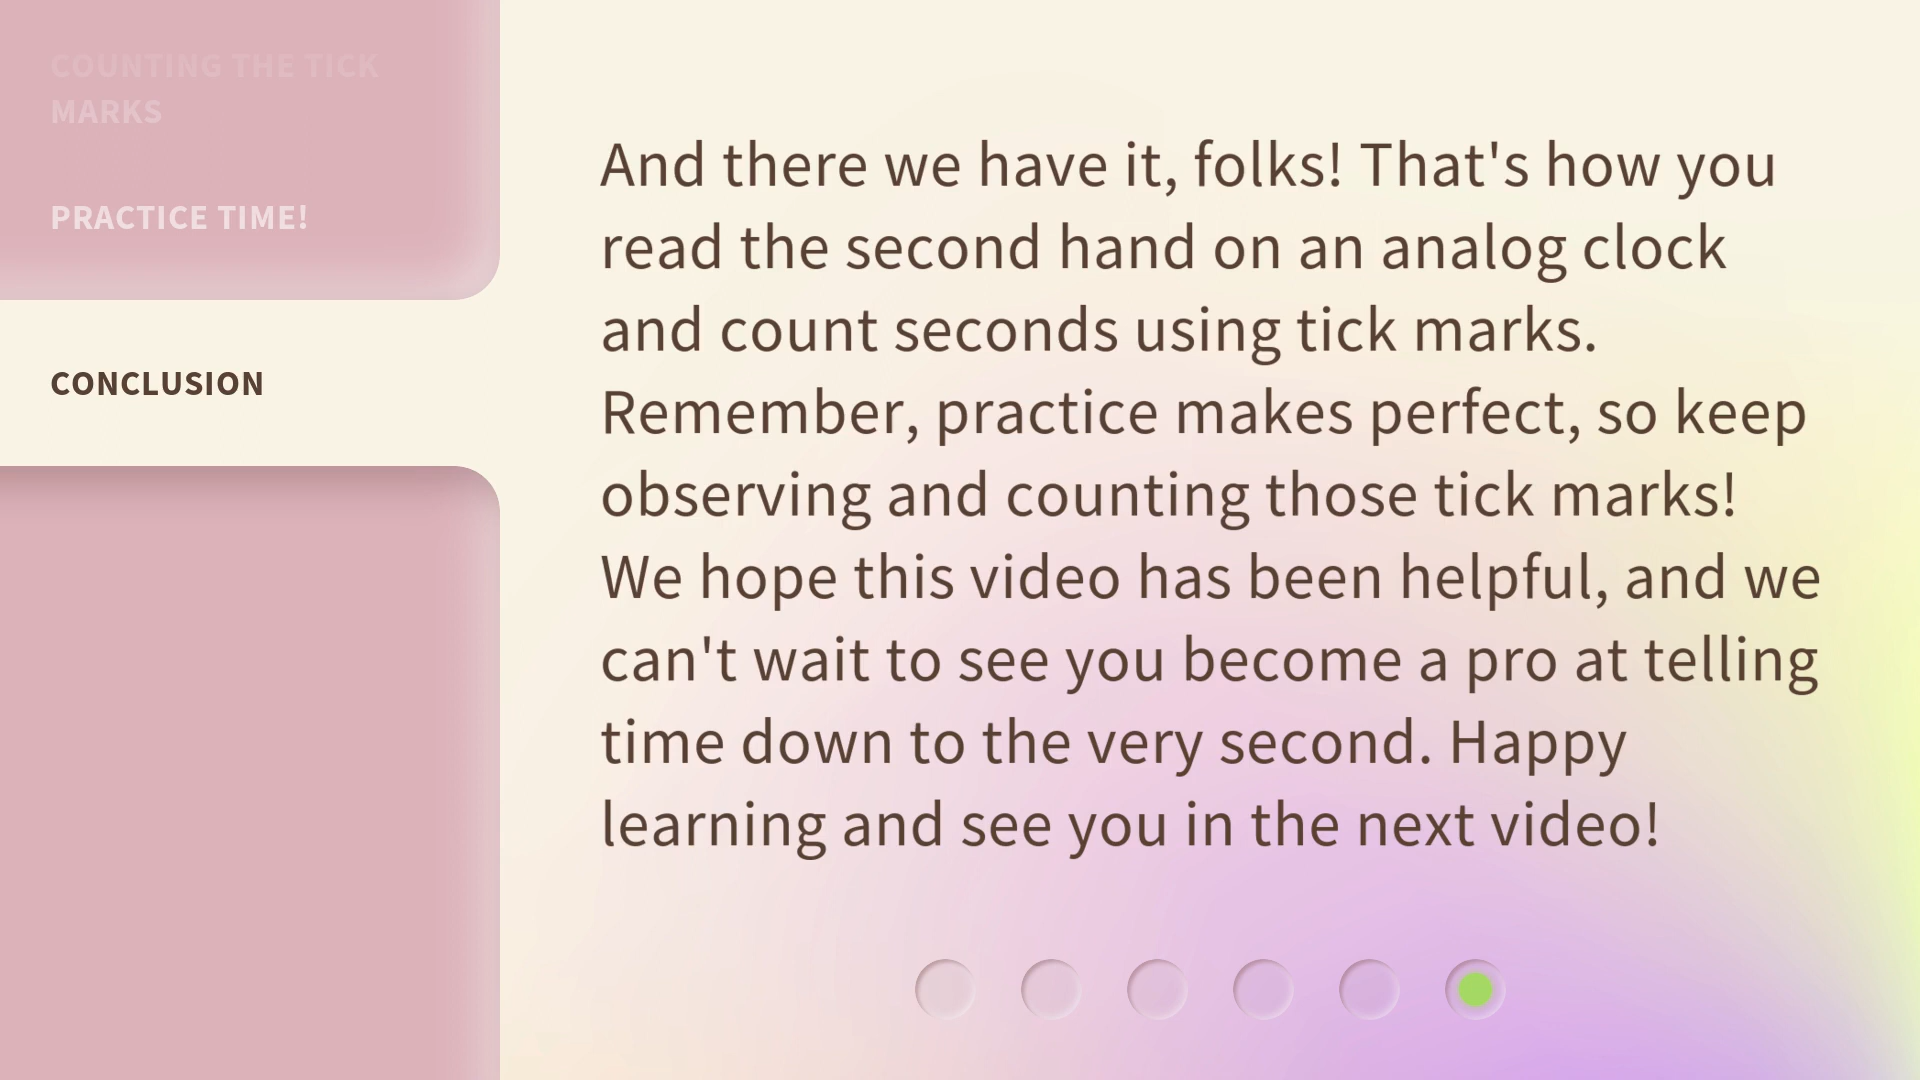 COUNTING THE TICK
MARKS
PRACTICE TIME!
CONCLUSION
And there we have it, folks! That's how you
read the second hand on an analog clock
and count seconds using tick marks.
Remember, practice makes perfect, so keep
observing and counting those tick marks!
We hope this video has been helpful, and we
can't wait to see you become a pro at telling
time down to the very second. Happy
learning and see you in the next video!